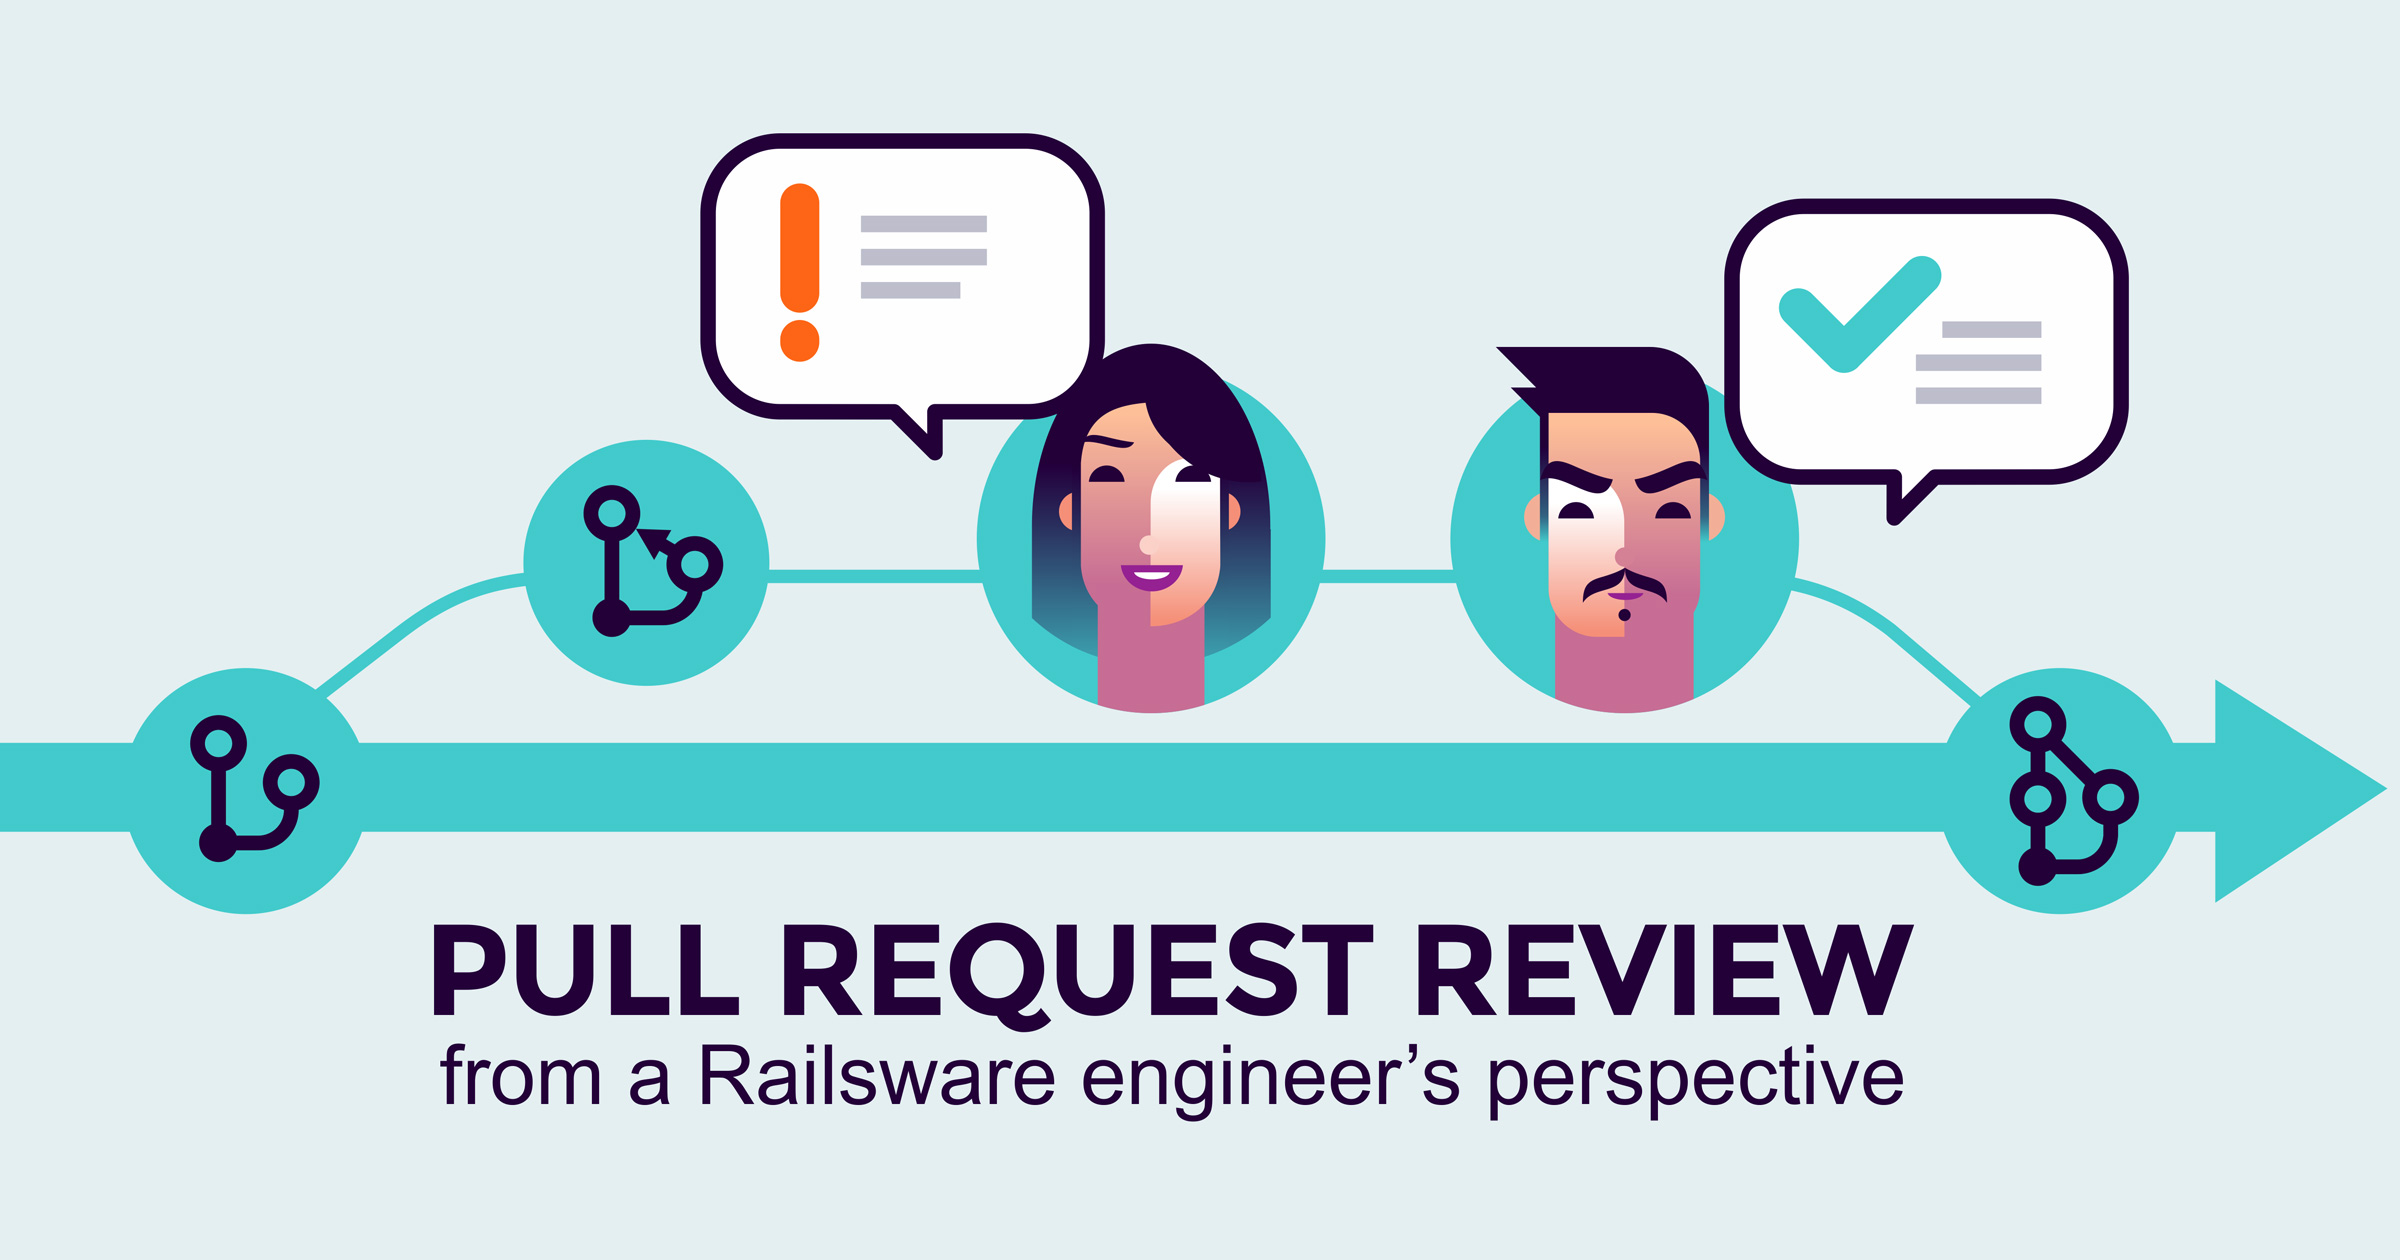 PULL REQUEST REVIEW
from a Railsware engineer’s perspective